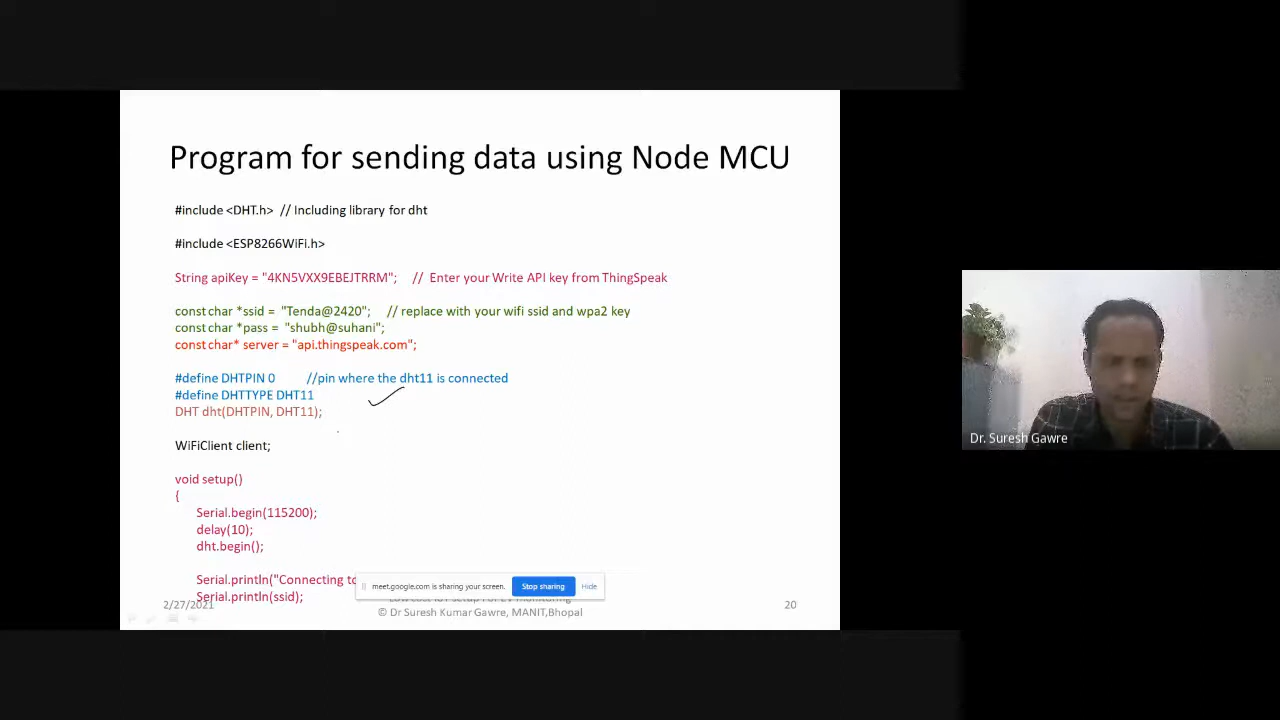 Program for sending data using Node MCU
#include <DHT.h> // Including library for dht
#include <ESP8266WiFi.h>
String apiKey = "4KN5VXX9EBEJTRRM"; // Enter your Write API key from ThingSpeak
const char *ssid = "Tenda@2420"; // replace with your wifi ssid and wpa2 key
const char *pass = "shubh@suhani";
const char* server = "api.thingspeak.com";
#define DHTPIN 0 //pin where the dht11 is connected
#define DHTTYPE DHT11
DHT dht(DHTPIN, DHT11);
WiFiClient client;
void setup()
{
Serial.begin(115200);
delay(10);
dht.begin();
Serial.println("Connecting to
Serial.println(ssid);
meet.google.com is sharing your screen. Stop sharing Hide
2/27/2021
© Dr Suresh Kumar Gawre, MANIT,Bhopal
20
Dr. Suresh Gawre